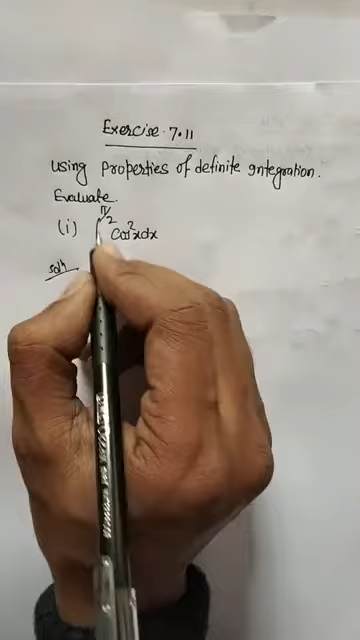 Exercise 7.11
using Properties of definite integration.
Evaluate.
(i) ∫ π/2 cos²x dx
solⁿ